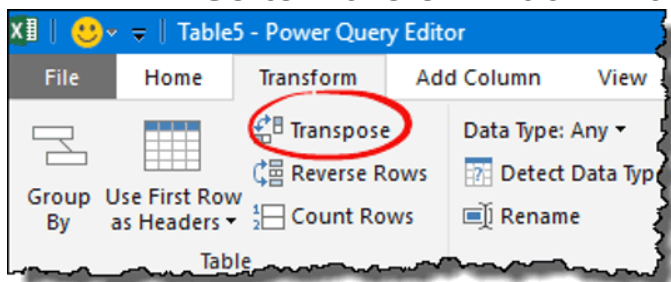 Table5 - Power Query Editor
File Home Transform Add Column View
Transpose Data Type: Any
Group Use First Row Reverse Rows Detect Data Typ
By as Headers Count Rows Rename
Table